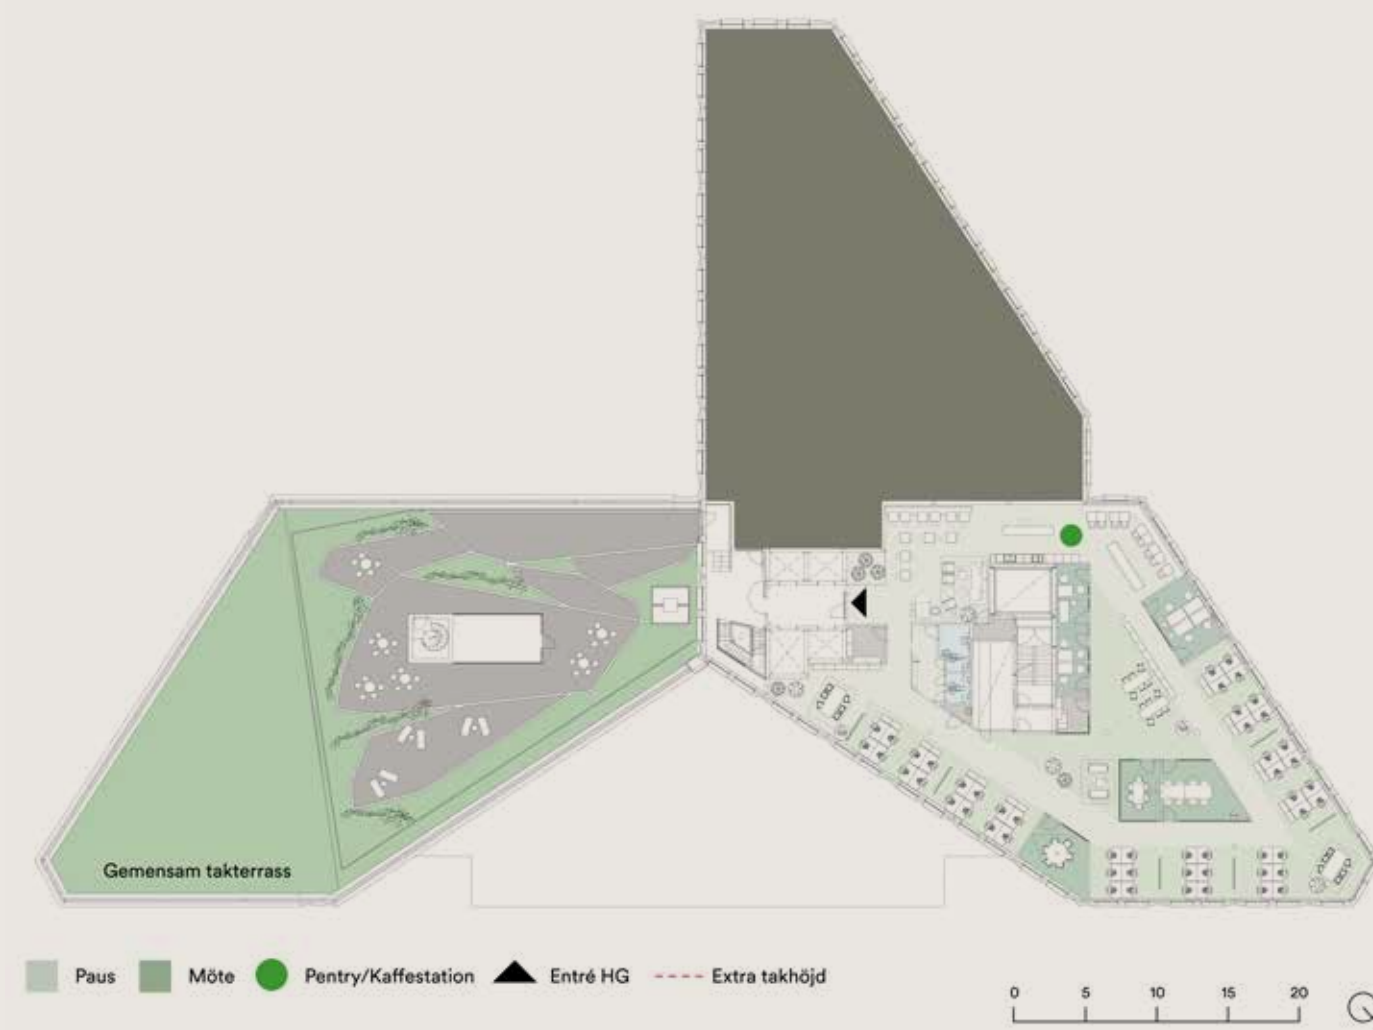 Gemensam takterrass
Paus Möte Pentry/Kaffestation Entré HG Extra takhöjd
0 5 10 15 20